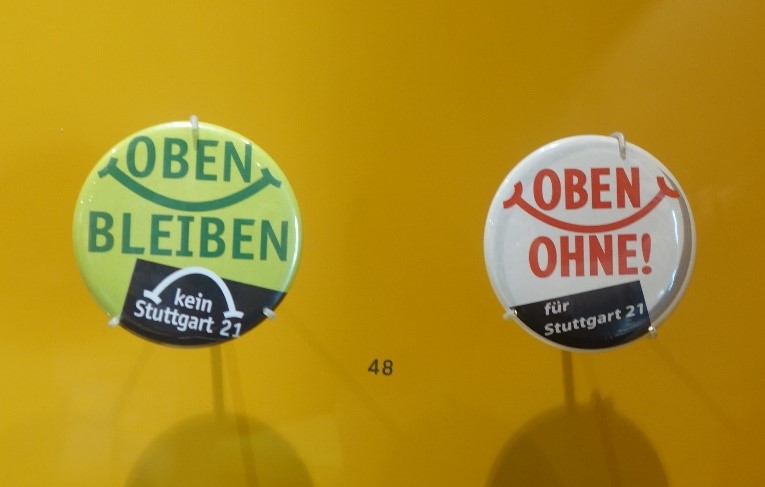 OBEN
BLEIBEN
kein
Stuttgart 21
OBEN
OHNE!
für
Stuttgart 21
48